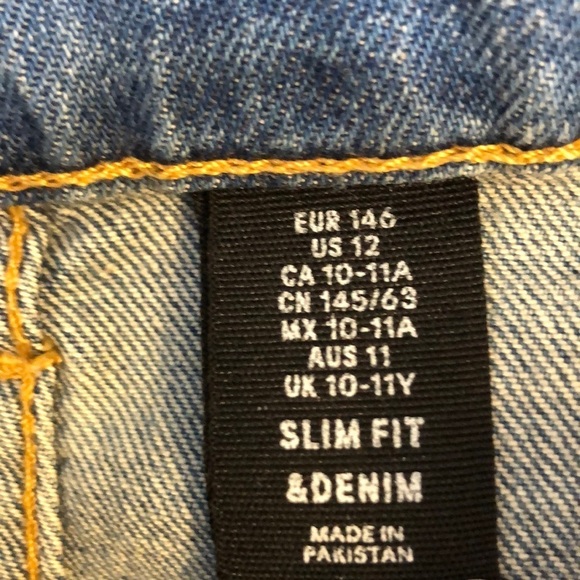 EUR 146
US 12
CA 10-11A
CN 145/63
MX 10-11A
AUS 11
UK 10-11Y
SLIM FIT
&DENIM
MADE IN
PAKISTAN